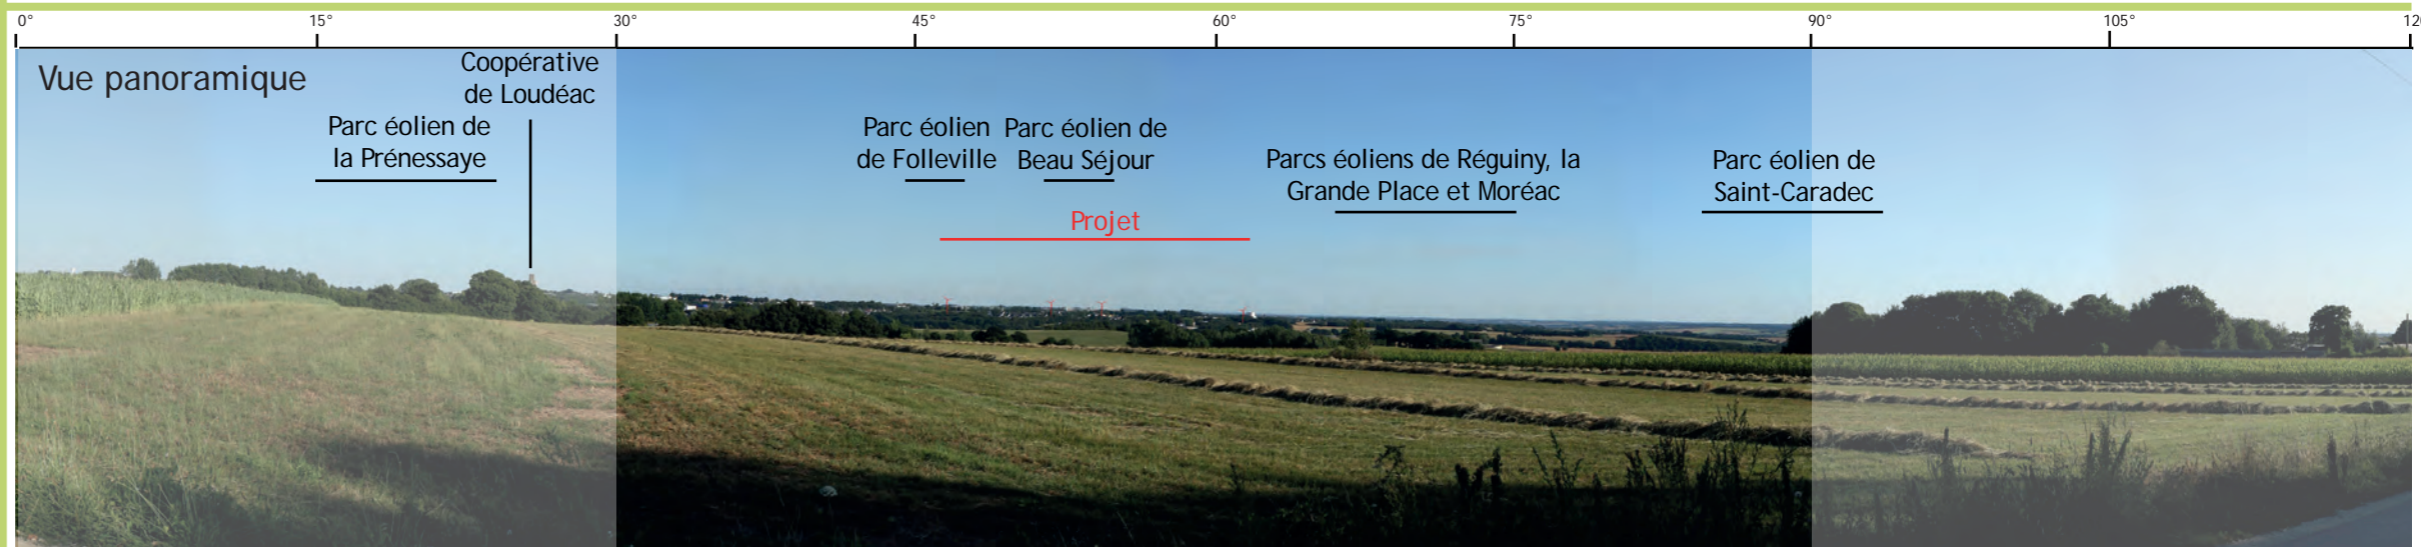 0° 15° 30° 45° 60° 75° 90° 105° 120
Vue panoramique
Coopérative
de Loudéac
Parc éolien de
la Prénessaye
Parc éolien
de Folleville
Parc éolien de
Beau Séjour
Projet
Parcs éoliens de Réguiny, la
Grande Place et Moréac
Parc éolien de
Saint-Caradec